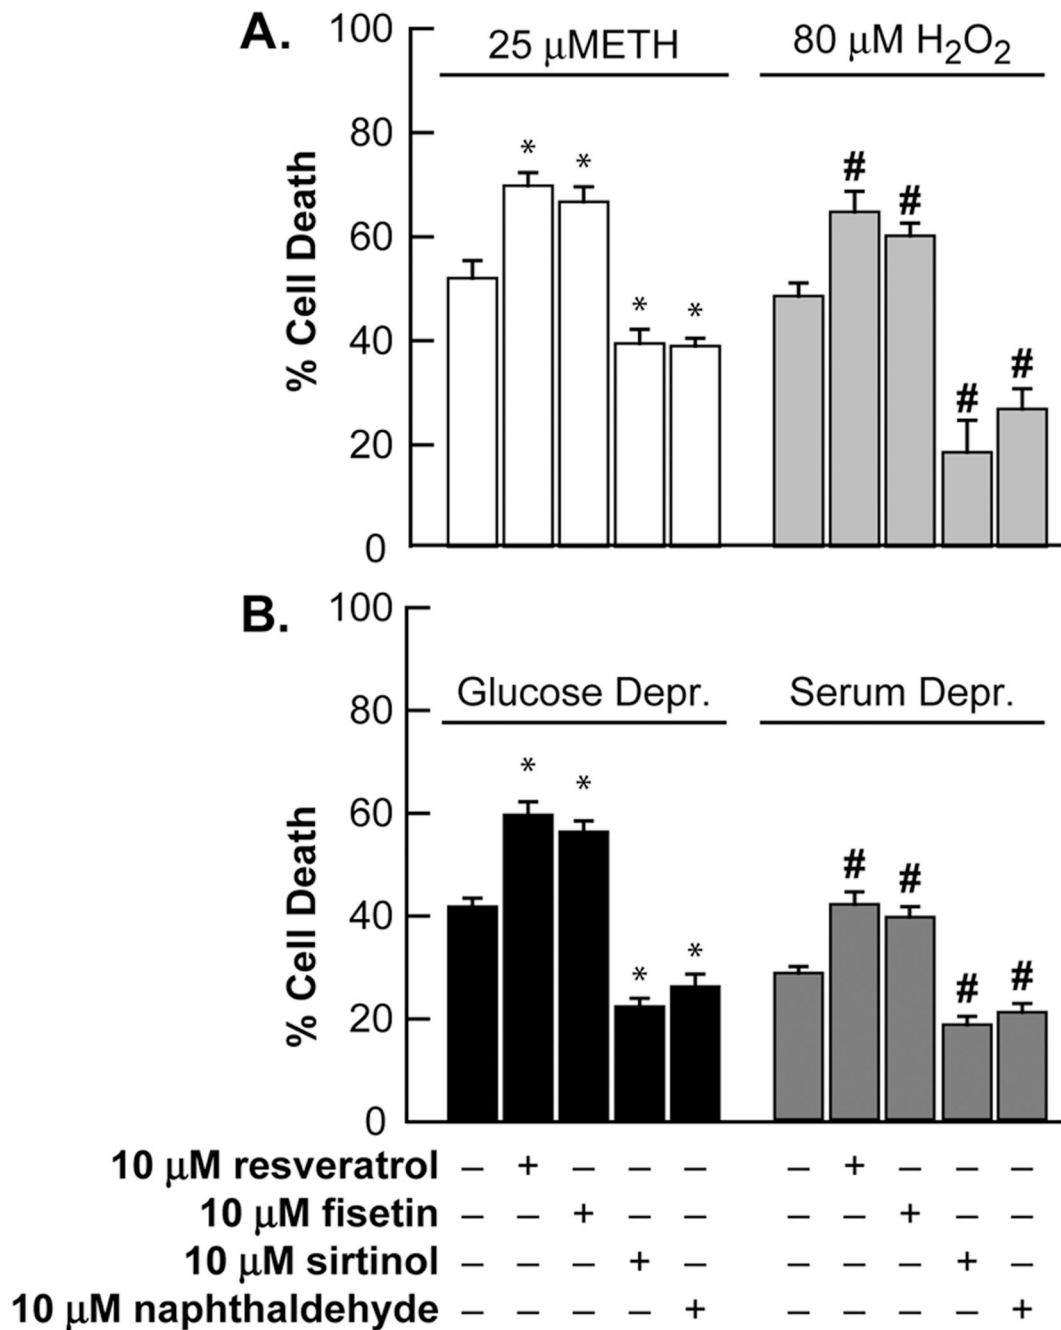 A.
25 μMETH
80 μM H₂O₂
% Cell Death
100
80
60
40
20
0
* * * *
# # # #
B.
Glucose Depr.
Serum Depr.
% Cell Death
100
80
60
40
20
0
* * * *
# # # #
10 μM resveratrol – + – – – – + – – –
10 μM fisetin – – + – – – – + – –
10 μM sirtinol – – – + – – – – + –
10 μM naphthaldehyde – – – – + – – – – +